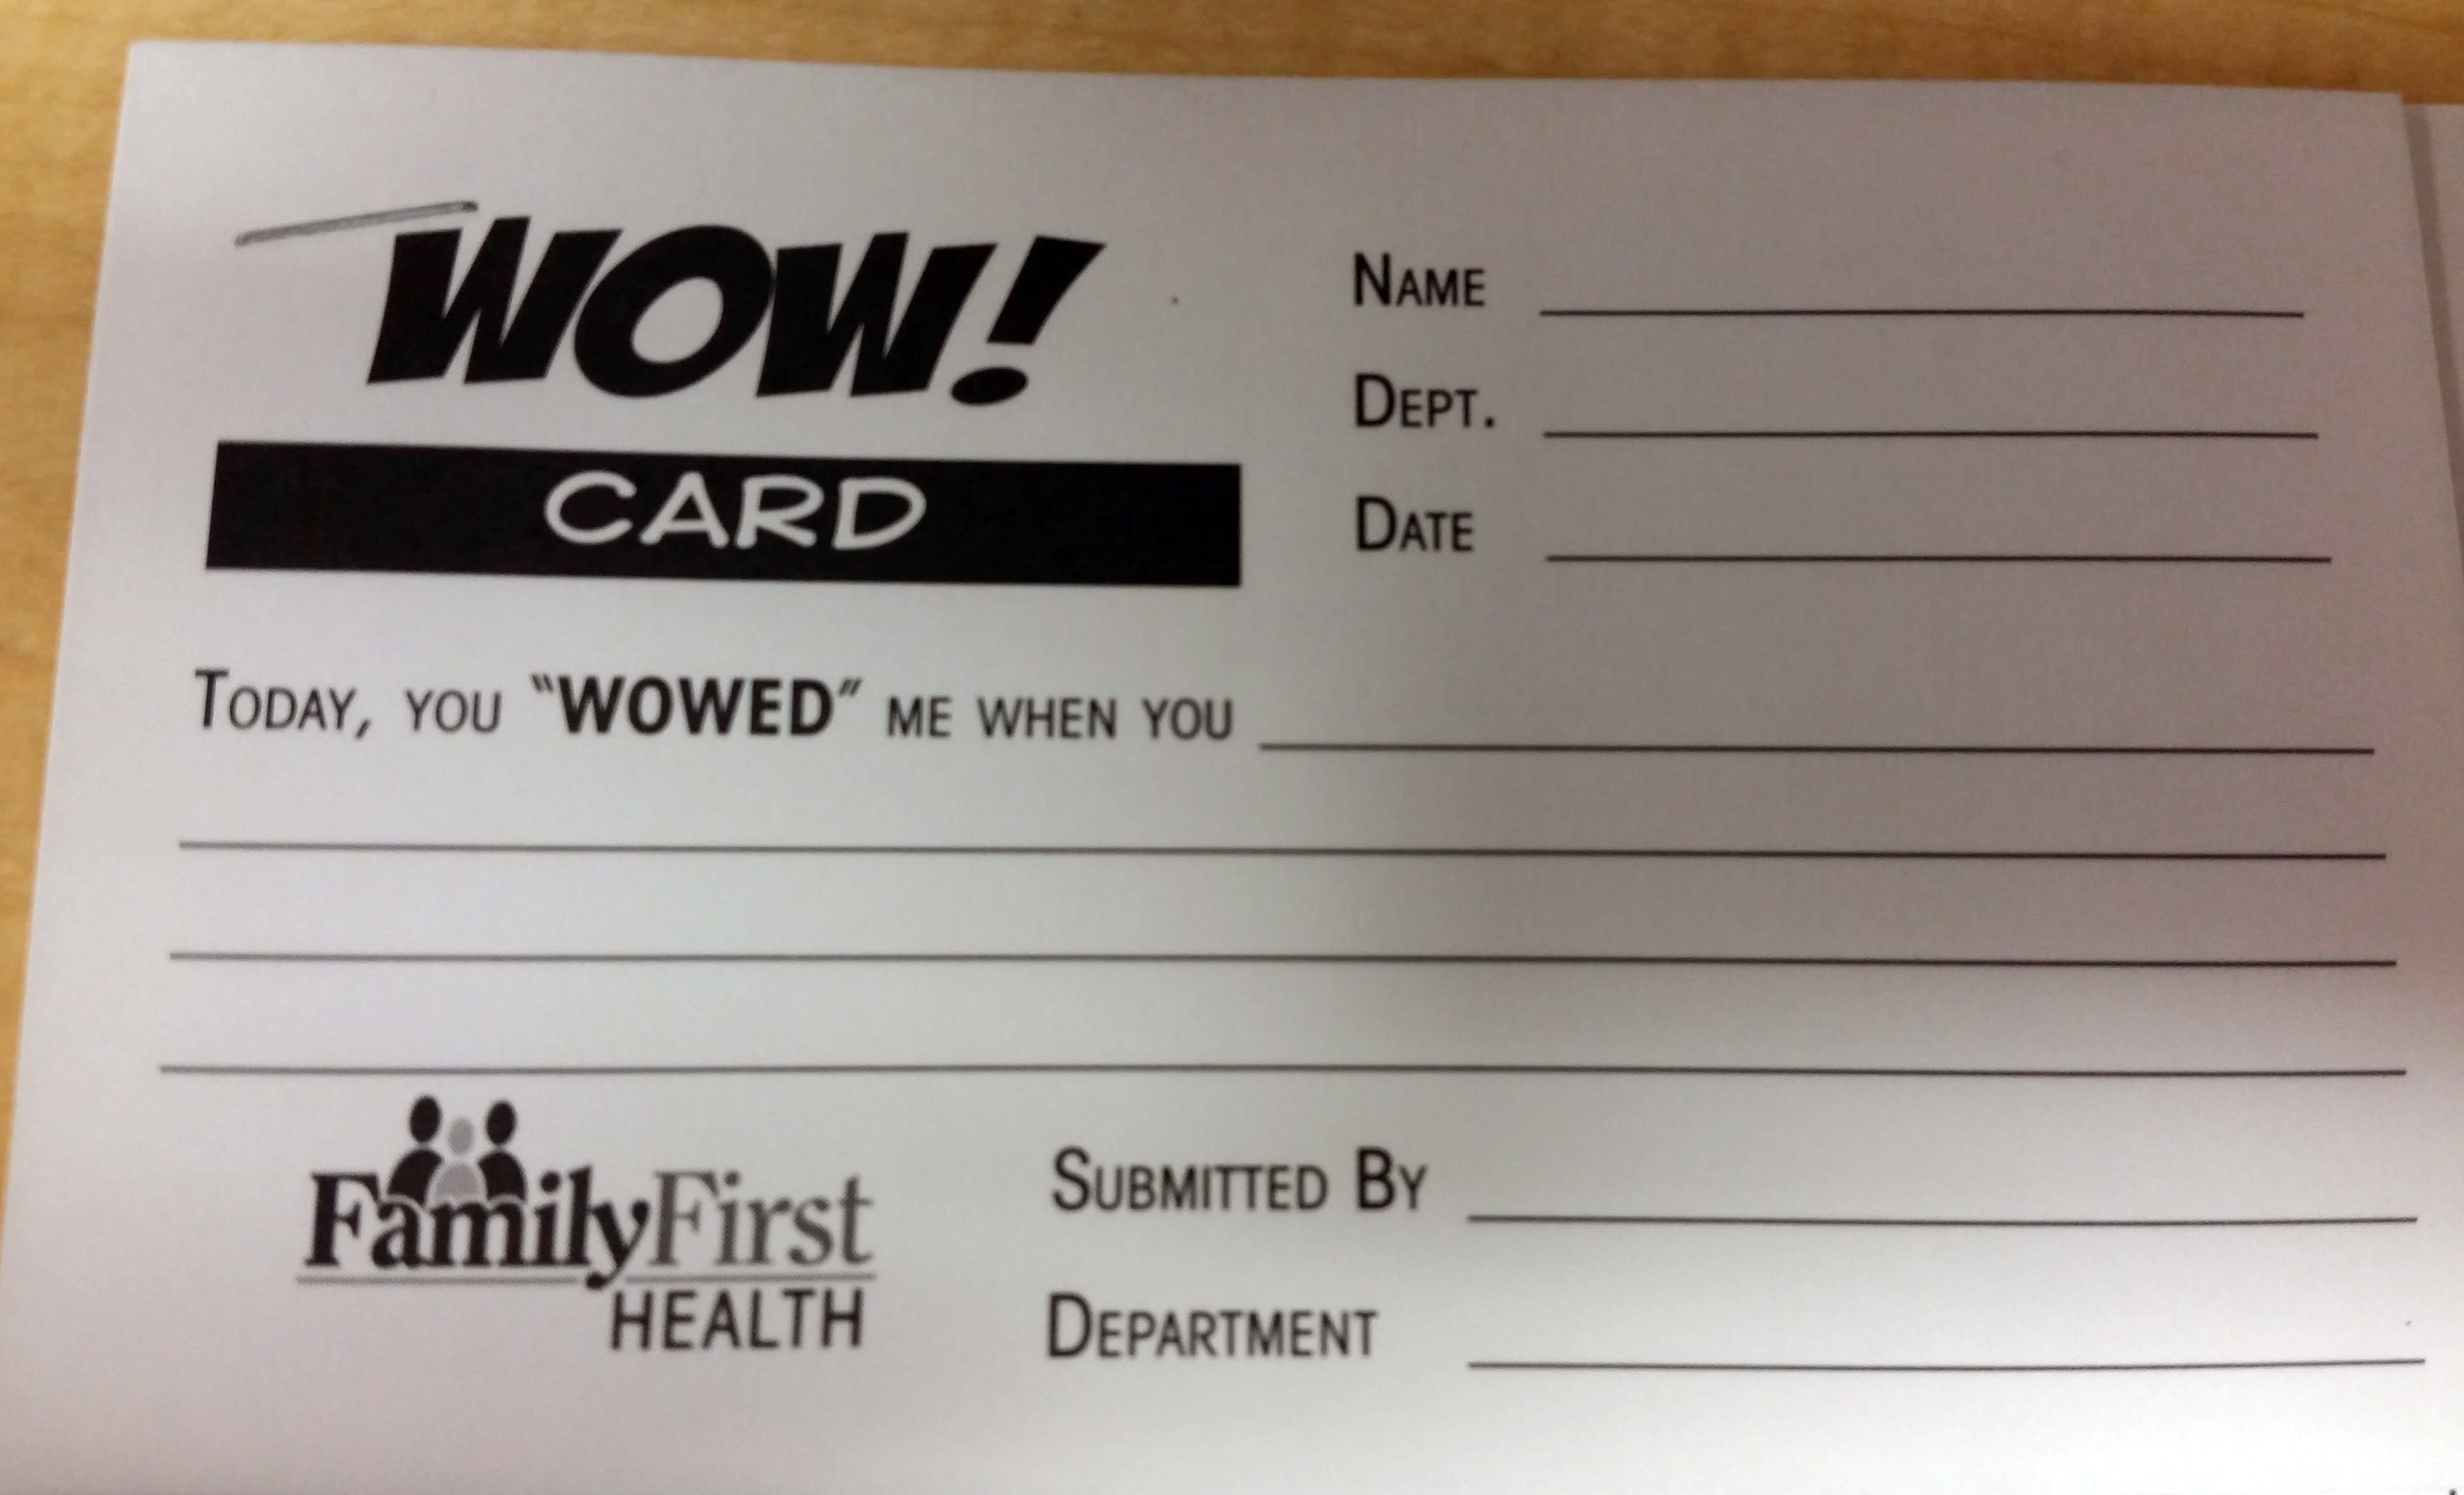 WOW!
CARD
NAME
DEPT.
DATE
TODAY, YOU “WOWED” ME WHEN YOU
FamilyFirst
HEALTH
SUBMITTED BY
DEPARTMENT